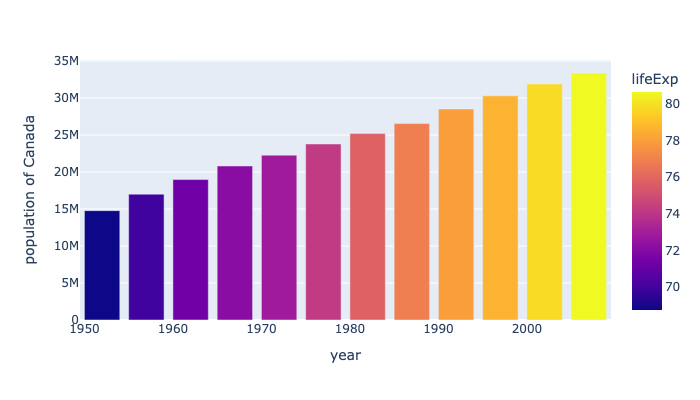 35M
30M
25M
20M
15M
10M
5M
0
population of Canada
1950 1960 1970 1980 1990 2000
year
lifeExp
80
78
76
74
72
70